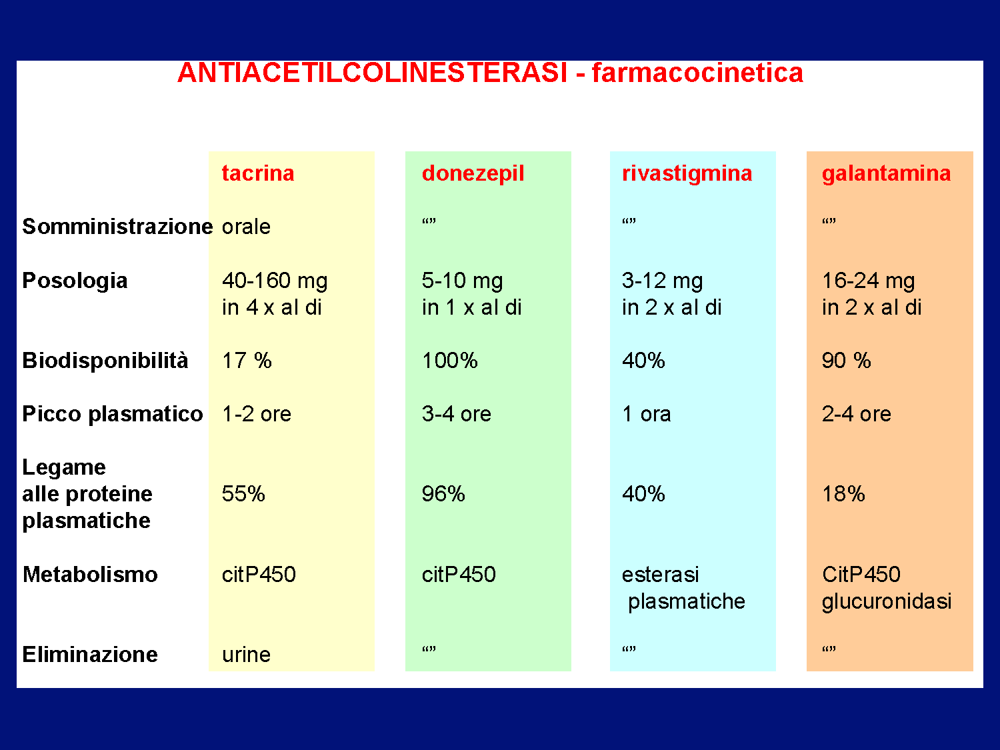 ANTIACETILCOLINESTERASI - farmacocinetica
tacrina donezepil rivastigmina galantamina
Somministrazione orale “” “” “”
Posologia 40-160 mg 5-10 mg 3-12 mg 16-24 mg
in 4 x al di in 1 x al di in 2 x al di in 2 x al di
Biodisponibilità 17 % 100% 40% 90 %
Picco plasmatico 1-2 ore 3-4 ore 1 ora 2-4 ore
Legame
alle proteine 55% 96% 40% 18%
plasmatiche
Metabolismo citP450 citP450 esterasi CitP450
plasmatiche glucuronidasi
Eliminazione urine “” “” “”